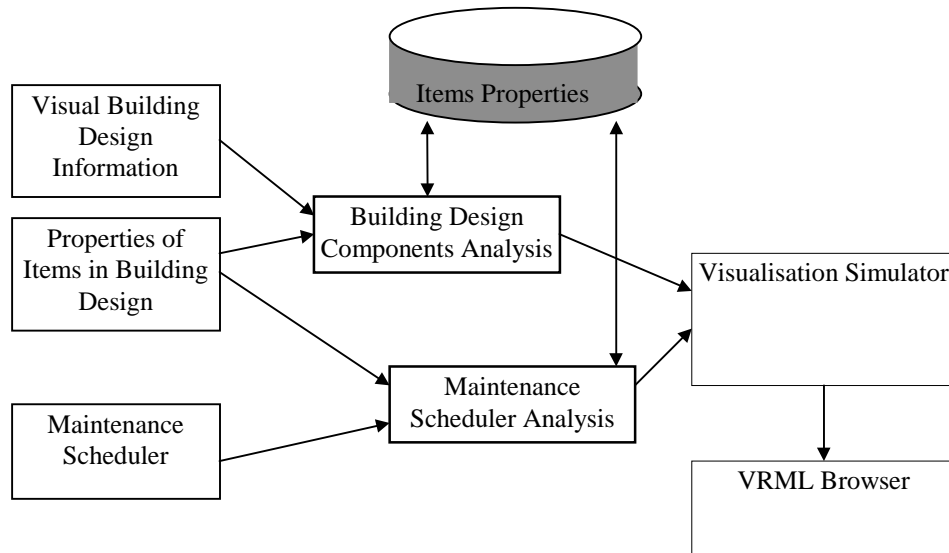 Items Properties
Visual Building
Design
Information
Properties of
Items in Building
Design
Building Design
Components Analysis
Visualisation Simulator
Maintenance
Scheduler Analysis
Maintenance
Scheduler
VRML Browser